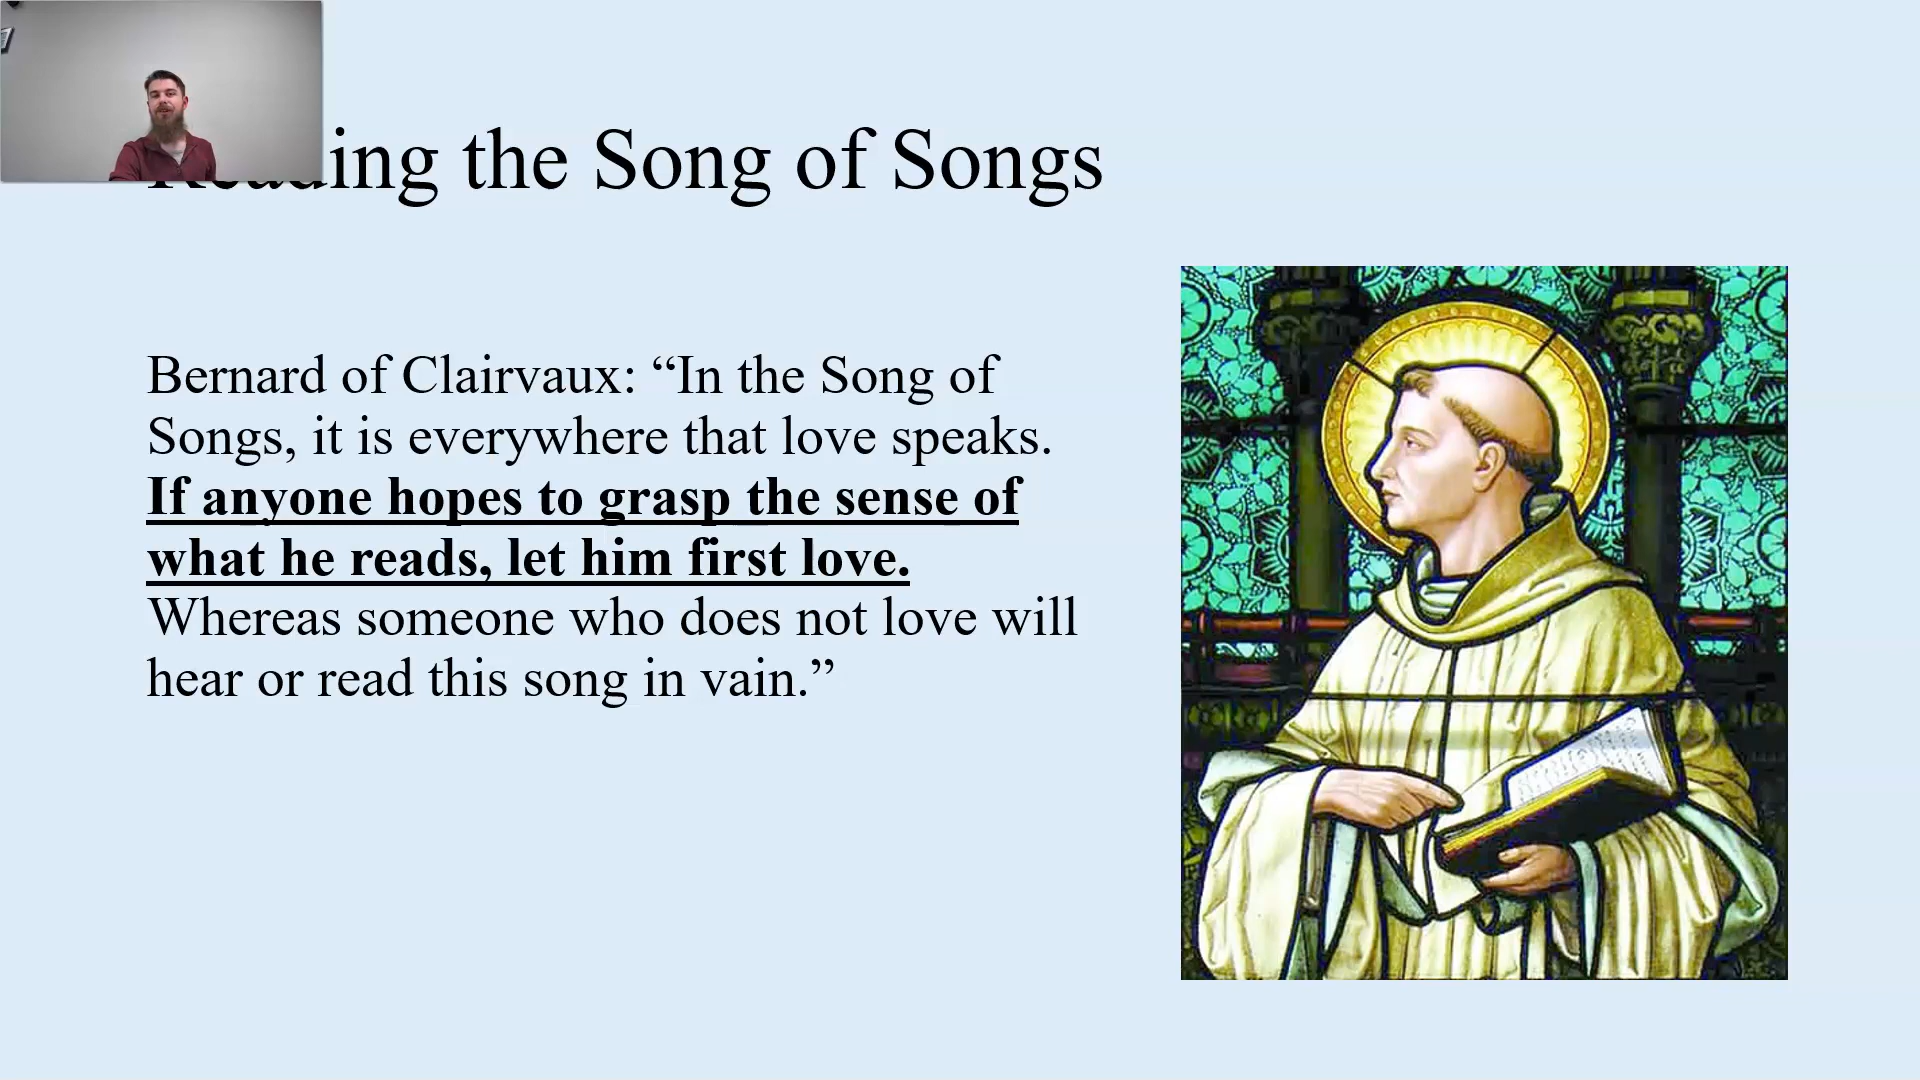 Reading the Song of Songs
Bernard of Clairvaux: “In the Song of
Songs, it is everywhere that love speaks.
If anyone hopes to grasp the sense of
what he reads, let him first love.
Whereas someone who does not love will
hear or read this song in vain.”